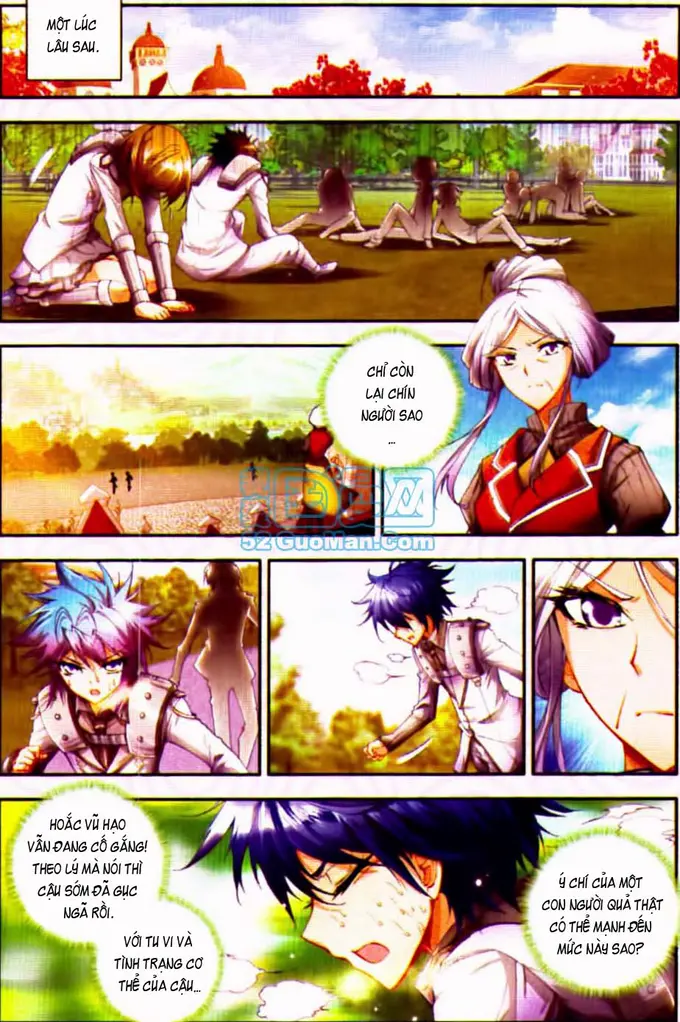 MỘT LÚC
LÂU SAU.
CHỈ CÒN
LẠI CHÍN
NGƯỜI SAO
...
52GuoMan.Com
HOẮC VŨ HẠO
VẪN ĐANG CỐ GẮNG!
THEO LÝ MÀ NÓI THÌ
CẬU SỚM ĐÃ GỤC
NGÃ RỒI.
VỚI TU VI VÀ
TÌNH TRẠNG CƠ
THỂ CỦA CẬU...
Ý CHÍ CỦA MỘT
CON NGƯỜI QUẢ THẬT
CÓ THỂ MẠNH ĐẾN
MỨC NÀY SAO?